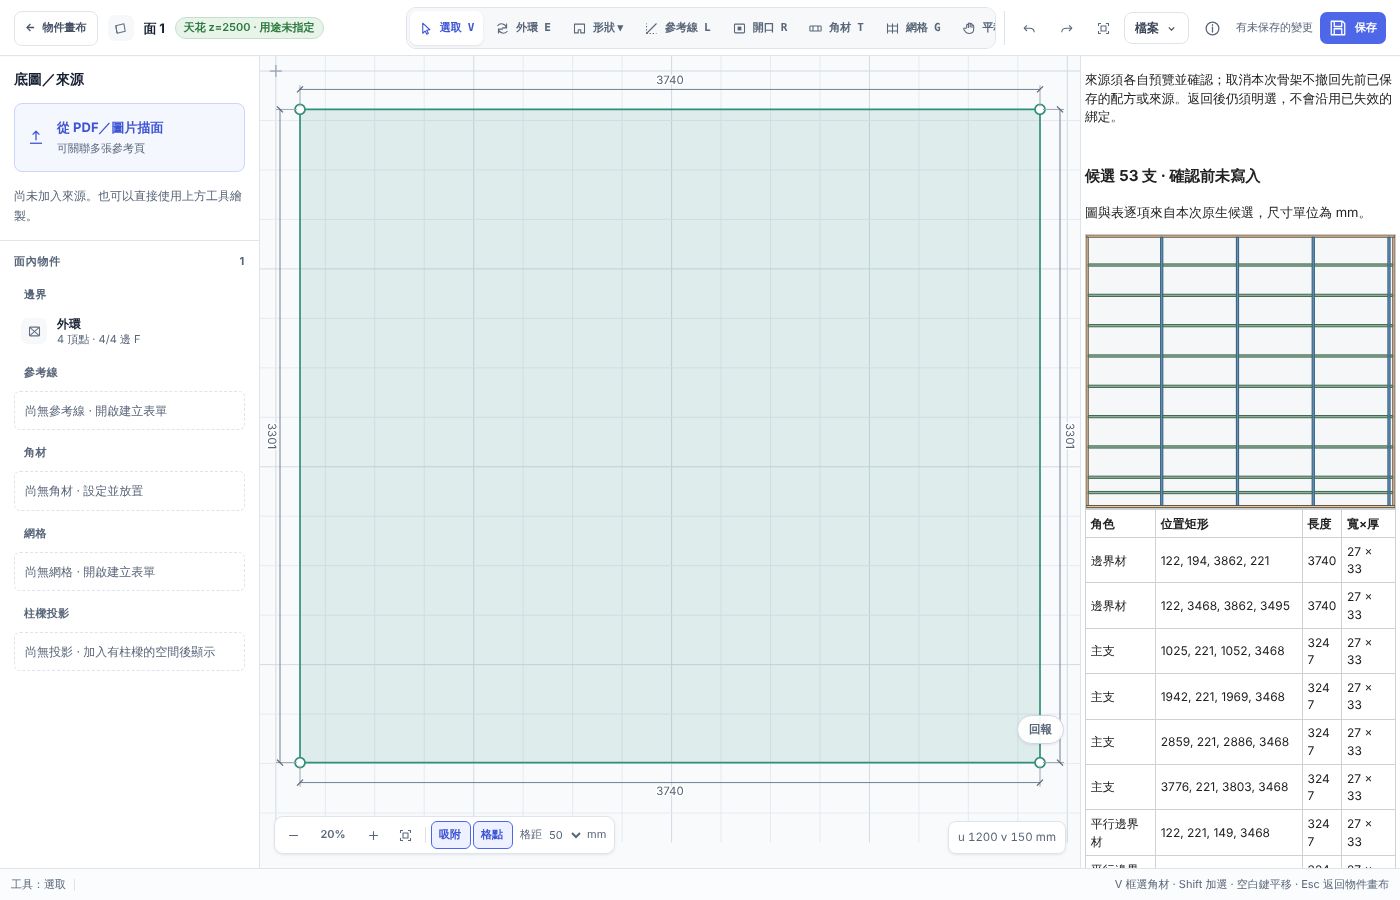 物件畫布
面 1
天花 z=2500 · 用途未指定
選取 V
外環 E
形狀▾
參考線 L
開口 R
角材 T
網格 G
檔案
有未保存的變更
保存
底圖／來源
從 PDF／圖片描面
可關聯多張參考頁
尚未加入來源。也可以直接使用上方工具繪
製。
面內物件 1
邊界
外環
4 頂點 · 4/4 邊 F
參考線
尚無參考線 · 開啟建立表單
角材
尚無角材 · 設定並放置
網格
尚無網格 · 開啟建立表單
柱樑投影
尚無投影 · 加入有柱樑的空間後顯示
3740
3301
3301
3740
回報
20%
吸附
格點
格距 50 mm
u 1200 v 150 mm
來源須各自預覽並確認；取消本次骨架不撤回先前已保
存的配方或來源。返回後仍須明選，不會沿用已失效的
綁定。
候選 53 支 · 確認前未寫入
圖與表逐項來自本次原生候選，尺寸單位為 mm。
角色 位置矩形 長度 寬×厚
邊界材 122, 194, 3862, 221 3740 27 ×
33
邊界材 122, 3468, 3862, 3495 3740 27 ×
33
主支 1025, 221, 1052, 3468 324 27 ×
7 33
主支 1942, 221, 1969, 3468 324 27 ×
7 33
主支 2859, 221, 2886, 3468 324 27 ×
7 33
主支 3776, 221, 3803, 3468 324 27 ×
7 33
平行邊界 122, 221, 149, 3468 324 27 ×
材 7 33
工具：選取
V 框選角材 · Shift 加選 · 空白鍵平移 · Esc 返回物件畫布